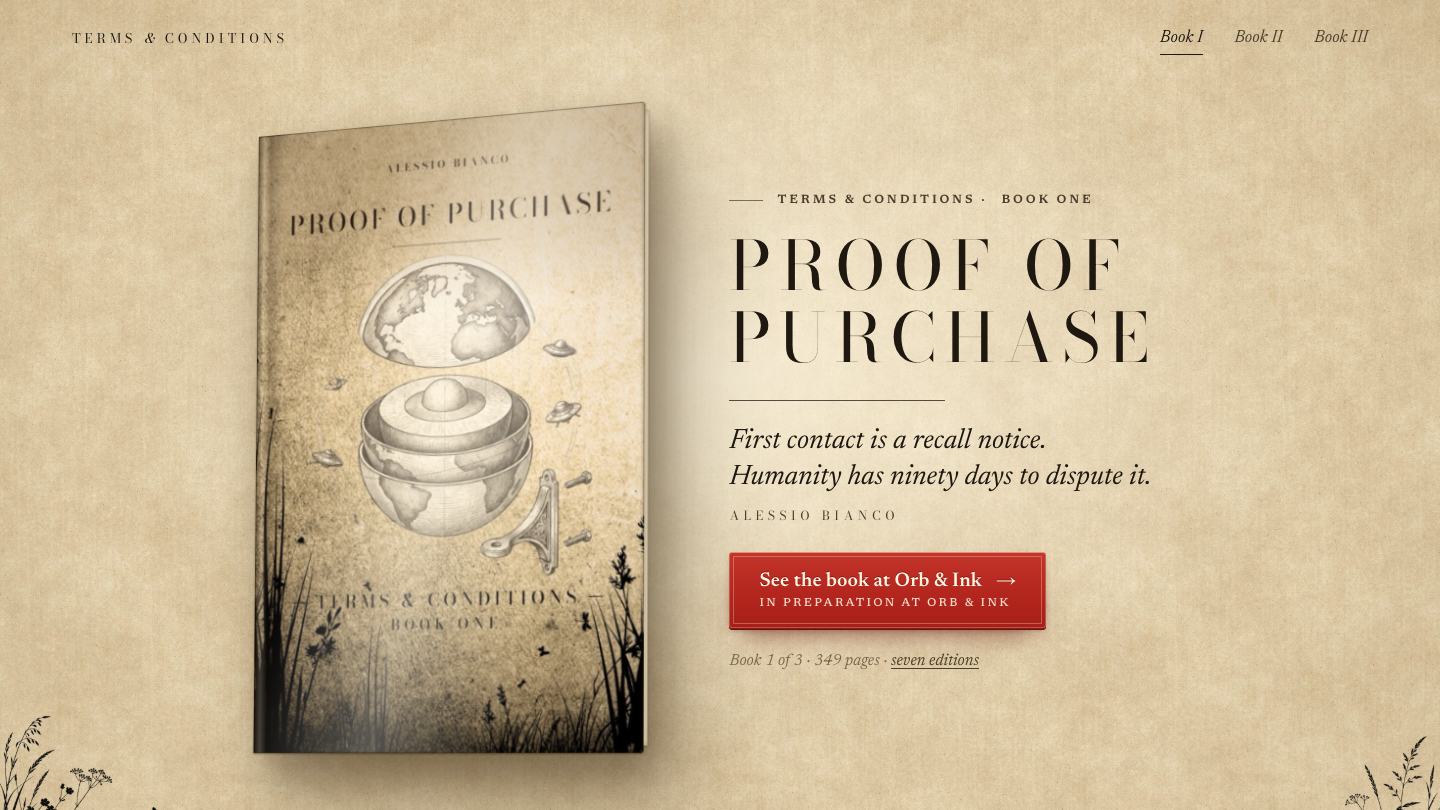 TERMS & CONDITIONS
Book I
Book II
Book III
ALESSIO BIANCO
PROOF OF PURCHASE
TERMS & CONDITIONS
BOOK ONE
TERMS & CONDITIONS · BOOK ONE
PROOF OF
PURCHASE
First contact is a recall notice.
Humanity has ninety days to dispute it.
ALESSIO BIANCO
See the book at Orb & Ink →
IN PREPARATION AT ORB & INK
Book 1 of 3 · 349 pages · seven editions